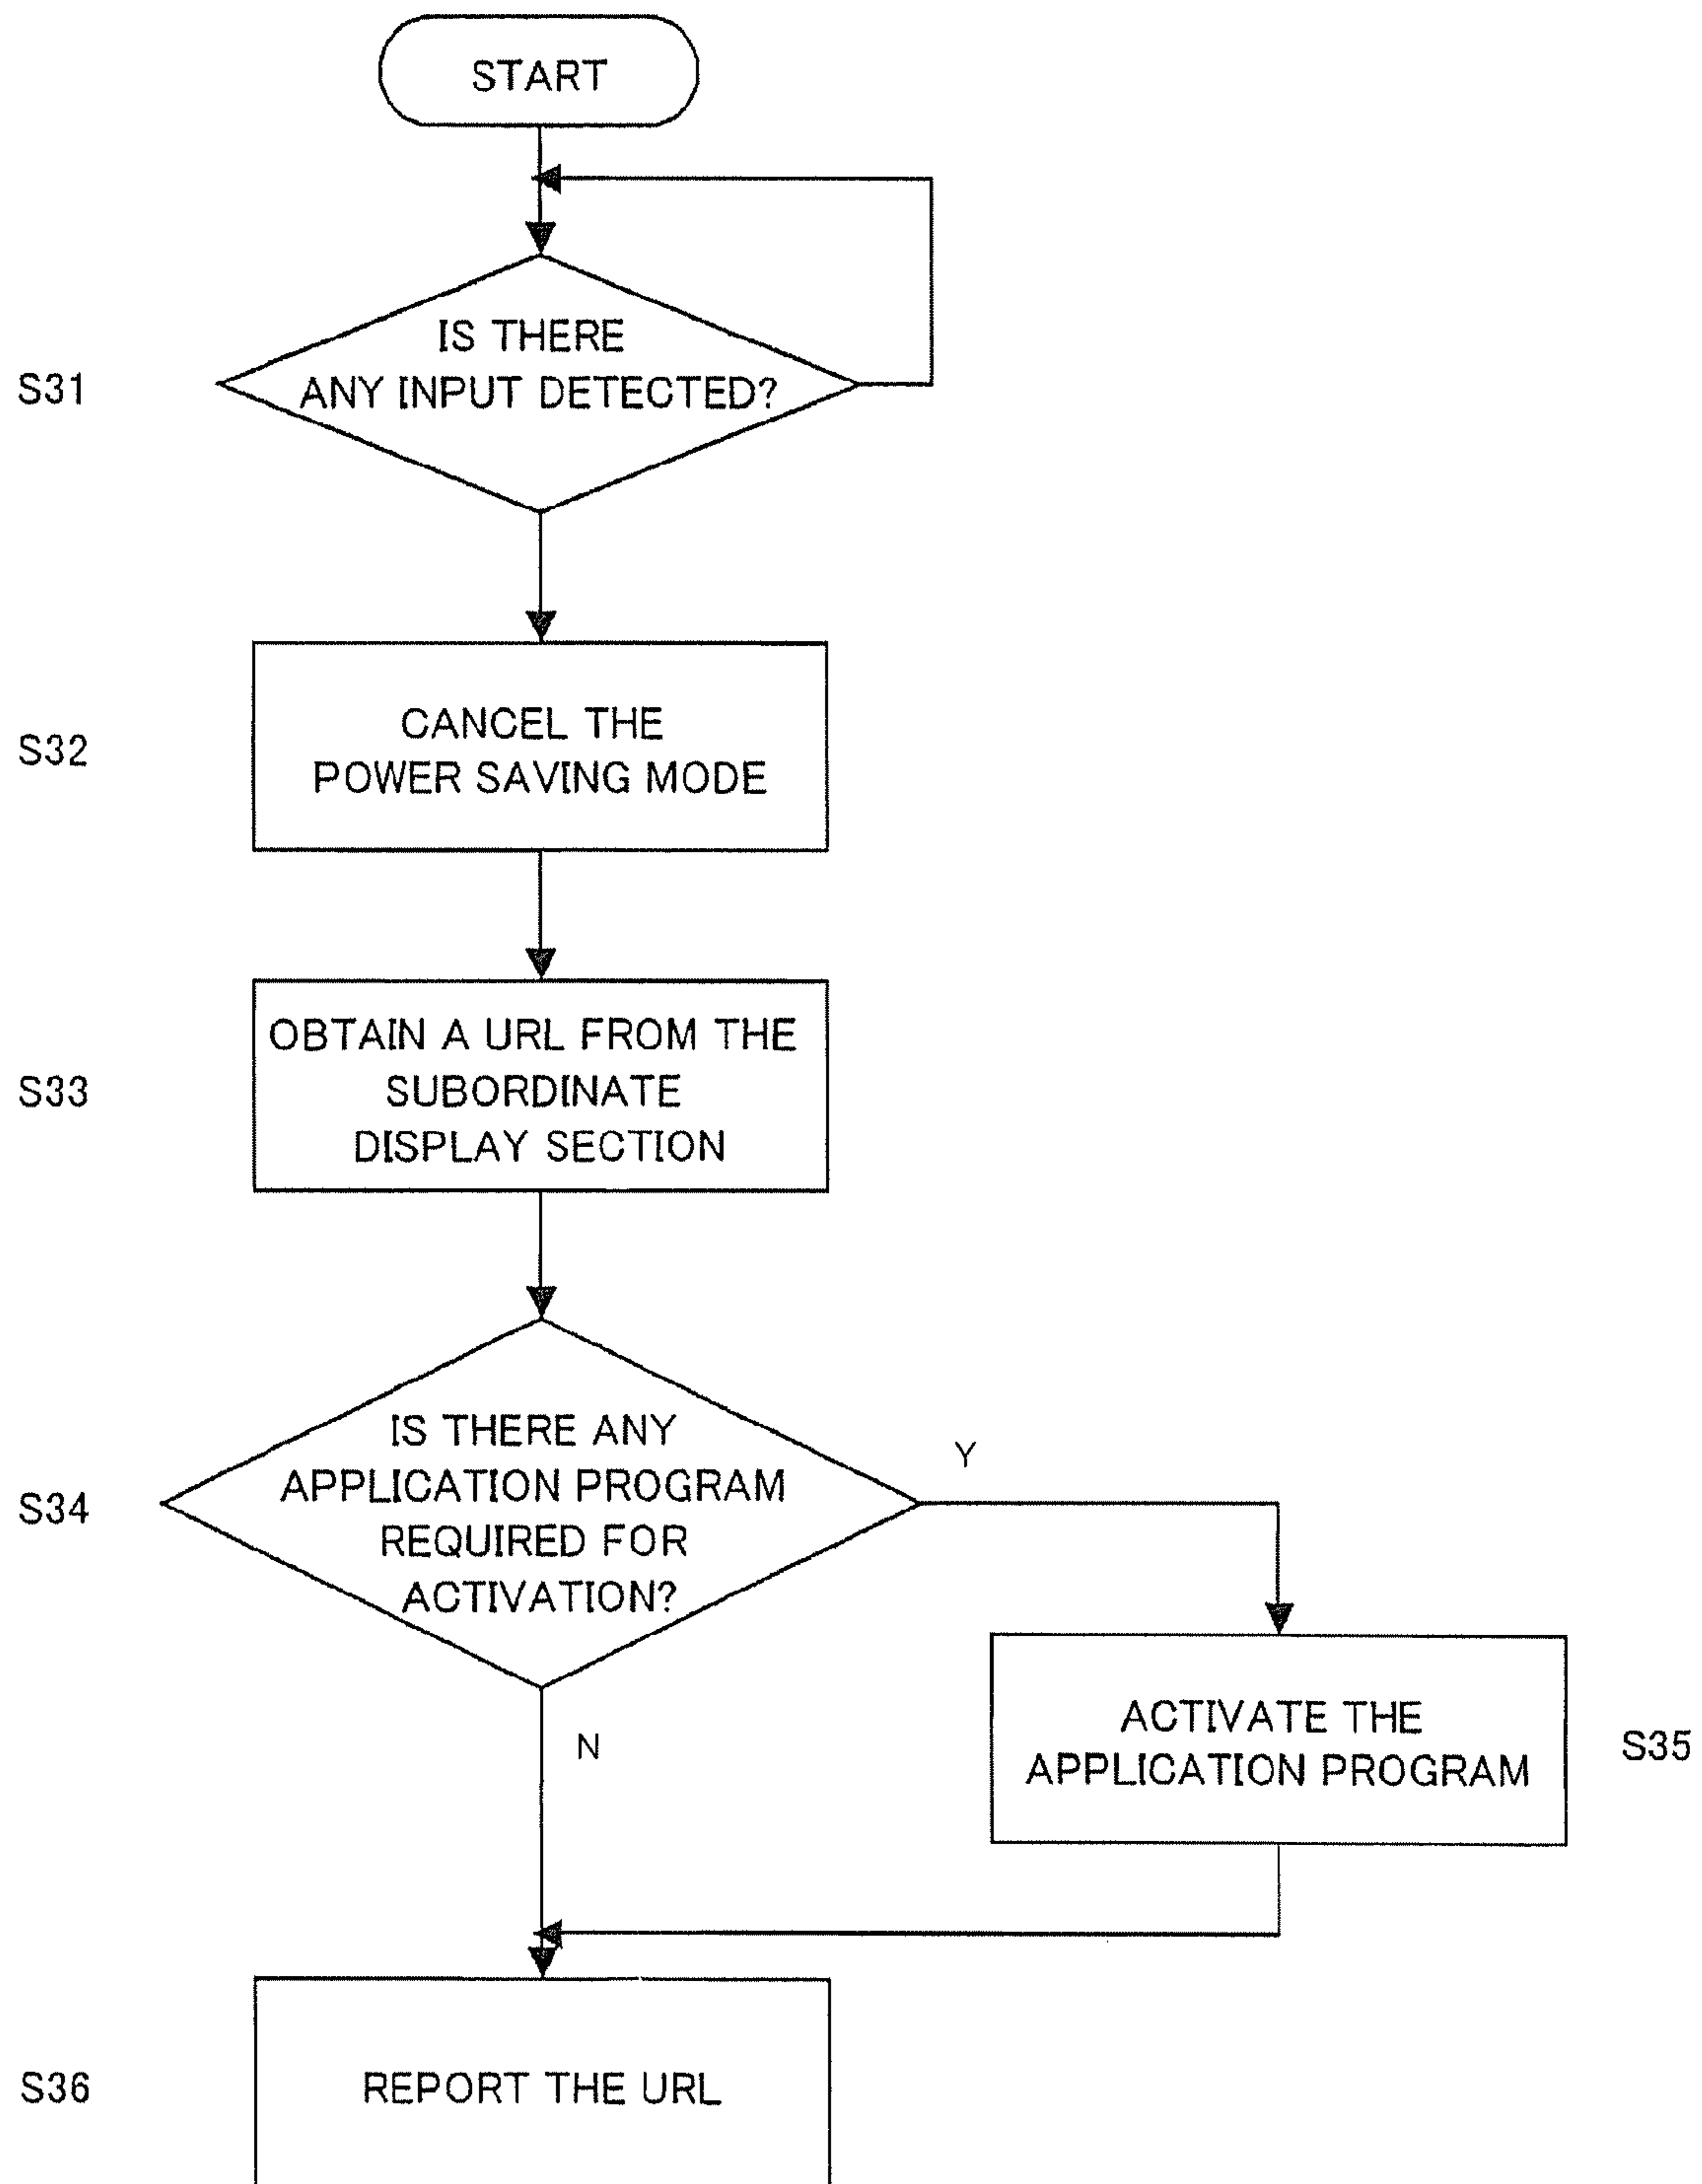 START
IS THERE
ANY INPUT DETECTED?
S31
CANCEL THE
POWER SAVING MODE
S32
OBTAIN A URL FROM THE
SUBORDINATE
DISPLAY SECTION
S33
IS THERE ANY
APPLICATION PROGRAM
REQUIRED FOR
ACTIVATION?
S34
Y
N
ACTIVATE THE
APPLICATION PROGRAM
S35
REPORT THE URL
S36